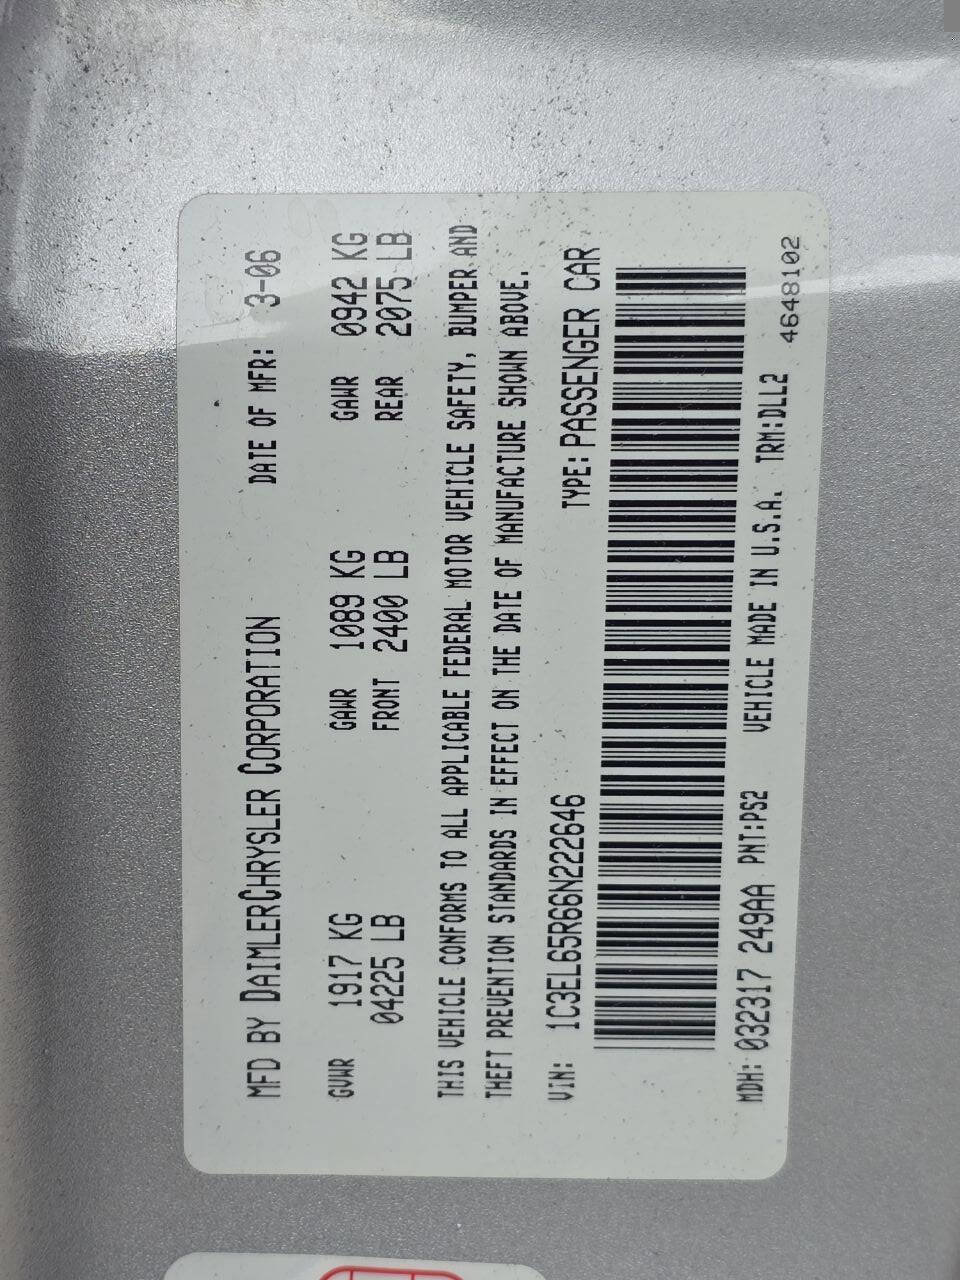 MFD BY DAIMLERCHRYSLER CORPORATION DATE OF MFR: 3-06
GVWR 1917 KG GAWR 1089 KG GAWR 0942 KG
04225 LB FRONT 2400 LB REAR 2075 LB
THIS VEHICLE CONFORMS TO ALL APPLICABLE FEDERAL MOTOR VEHICLE SAFETY, BUMPER AND
THEFT PREVENTION STANDARDS IN EFFECT ON THE DATE OF MANUFACTURE SHOWN ABOVE.
VIN: 1C3EL65R66N222646 TYPE: PASSENGER CAR
MDH: 032317 249AA PNT:PS2 VEHICLE MADE IN U.S.A. TRM:DLL2
4648102